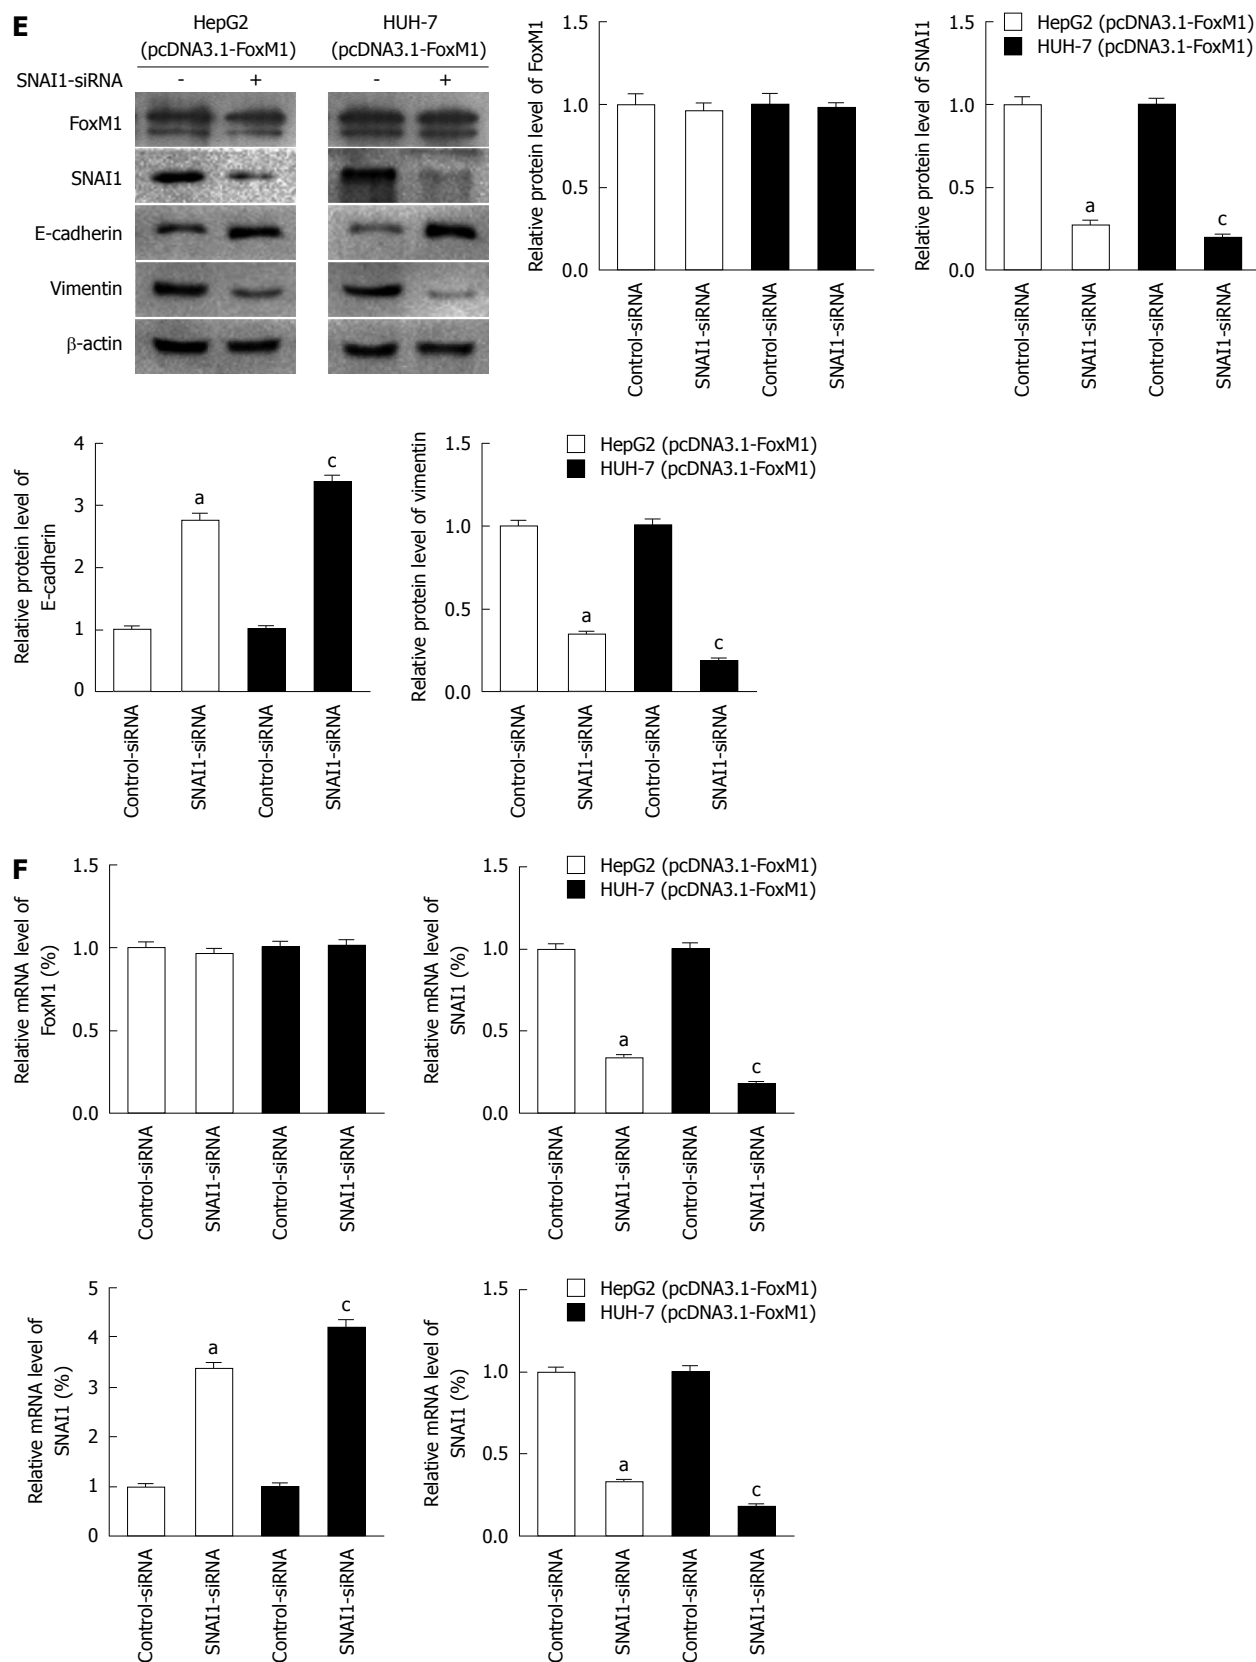 E
HepG2
(pcDNA3.1-FoxM1)
HUH-7
(pcDNA3.1-FoxM1)
SNAI1-siRNA - + - +
FoxM1
SNAI1
E-cadherin
Vimentin
β-actin
Relative protein level of FoxM1
1.5
1.0
0.5
0.0
Control-siRNA
SNAI1-siRNA
Control-siRNA
SNAI1-siRNA
HepG2 (pcDNA3.1-FoxM1)
HUH-7 (pcDNA3.1-FoxM1)
Relative protein level of SNAI1
1.5
1.0
0.5
0.0
a
c
Control-siRNA
SNAI1-siRNA
Control-siRNA
SNAI1-siRNA
Relative protein level of
E-cadherin
4
3
2
1
0
a
c
Control-siRNA
SNAI1-siRNA
Control-siRNA
SNAI1-siRNA
HepG2 (pcDNA3.1-FoxM1)
HUH-7 (pcDNA3.1-FoxM1)
Relative protein level of vimentin
1.5
1.0
0.5
0.0
a
c
Control-siRNA
SNAI1-siRNA
Control-siRNA
SNAI1-siRNA
F
Relative mRNA level of
FoxM1 (%)
1.5
1.0
0.5
0.0
Control-siRNA
SNAI1-siRNA
Control-siRNA
SNAI1-siRNA
HepG2 (pcDNA3.1-FoxM1)
HUH-7 (pcDNA3.1-FoxM1)
Relative mRNA level of
SNAI1 (%)
1.5
1.0
0.5
0.0
a
c
Control-siRNA
SNAI1-siRNA
Control-siRNA
SNAI1-siRNA
Relative mRNA level of
SNAI1 (%)
5
4
3
2
1
0
a
c
Control-siRNA
SNAI1-siRNA
Control-siRNA
SNAI1-siRNA
HepG2 (pcDNA3.1-FoxM1)
HUH-7 (pcDNA3.1-FoxM1)
Relative mRNA level of
SNAI1 (%)
1.5
1.0
0.5
0.0
a
c
Control-siRNA
SNAI1-siRNA
Control-siRNA
SNAI1-siRNA